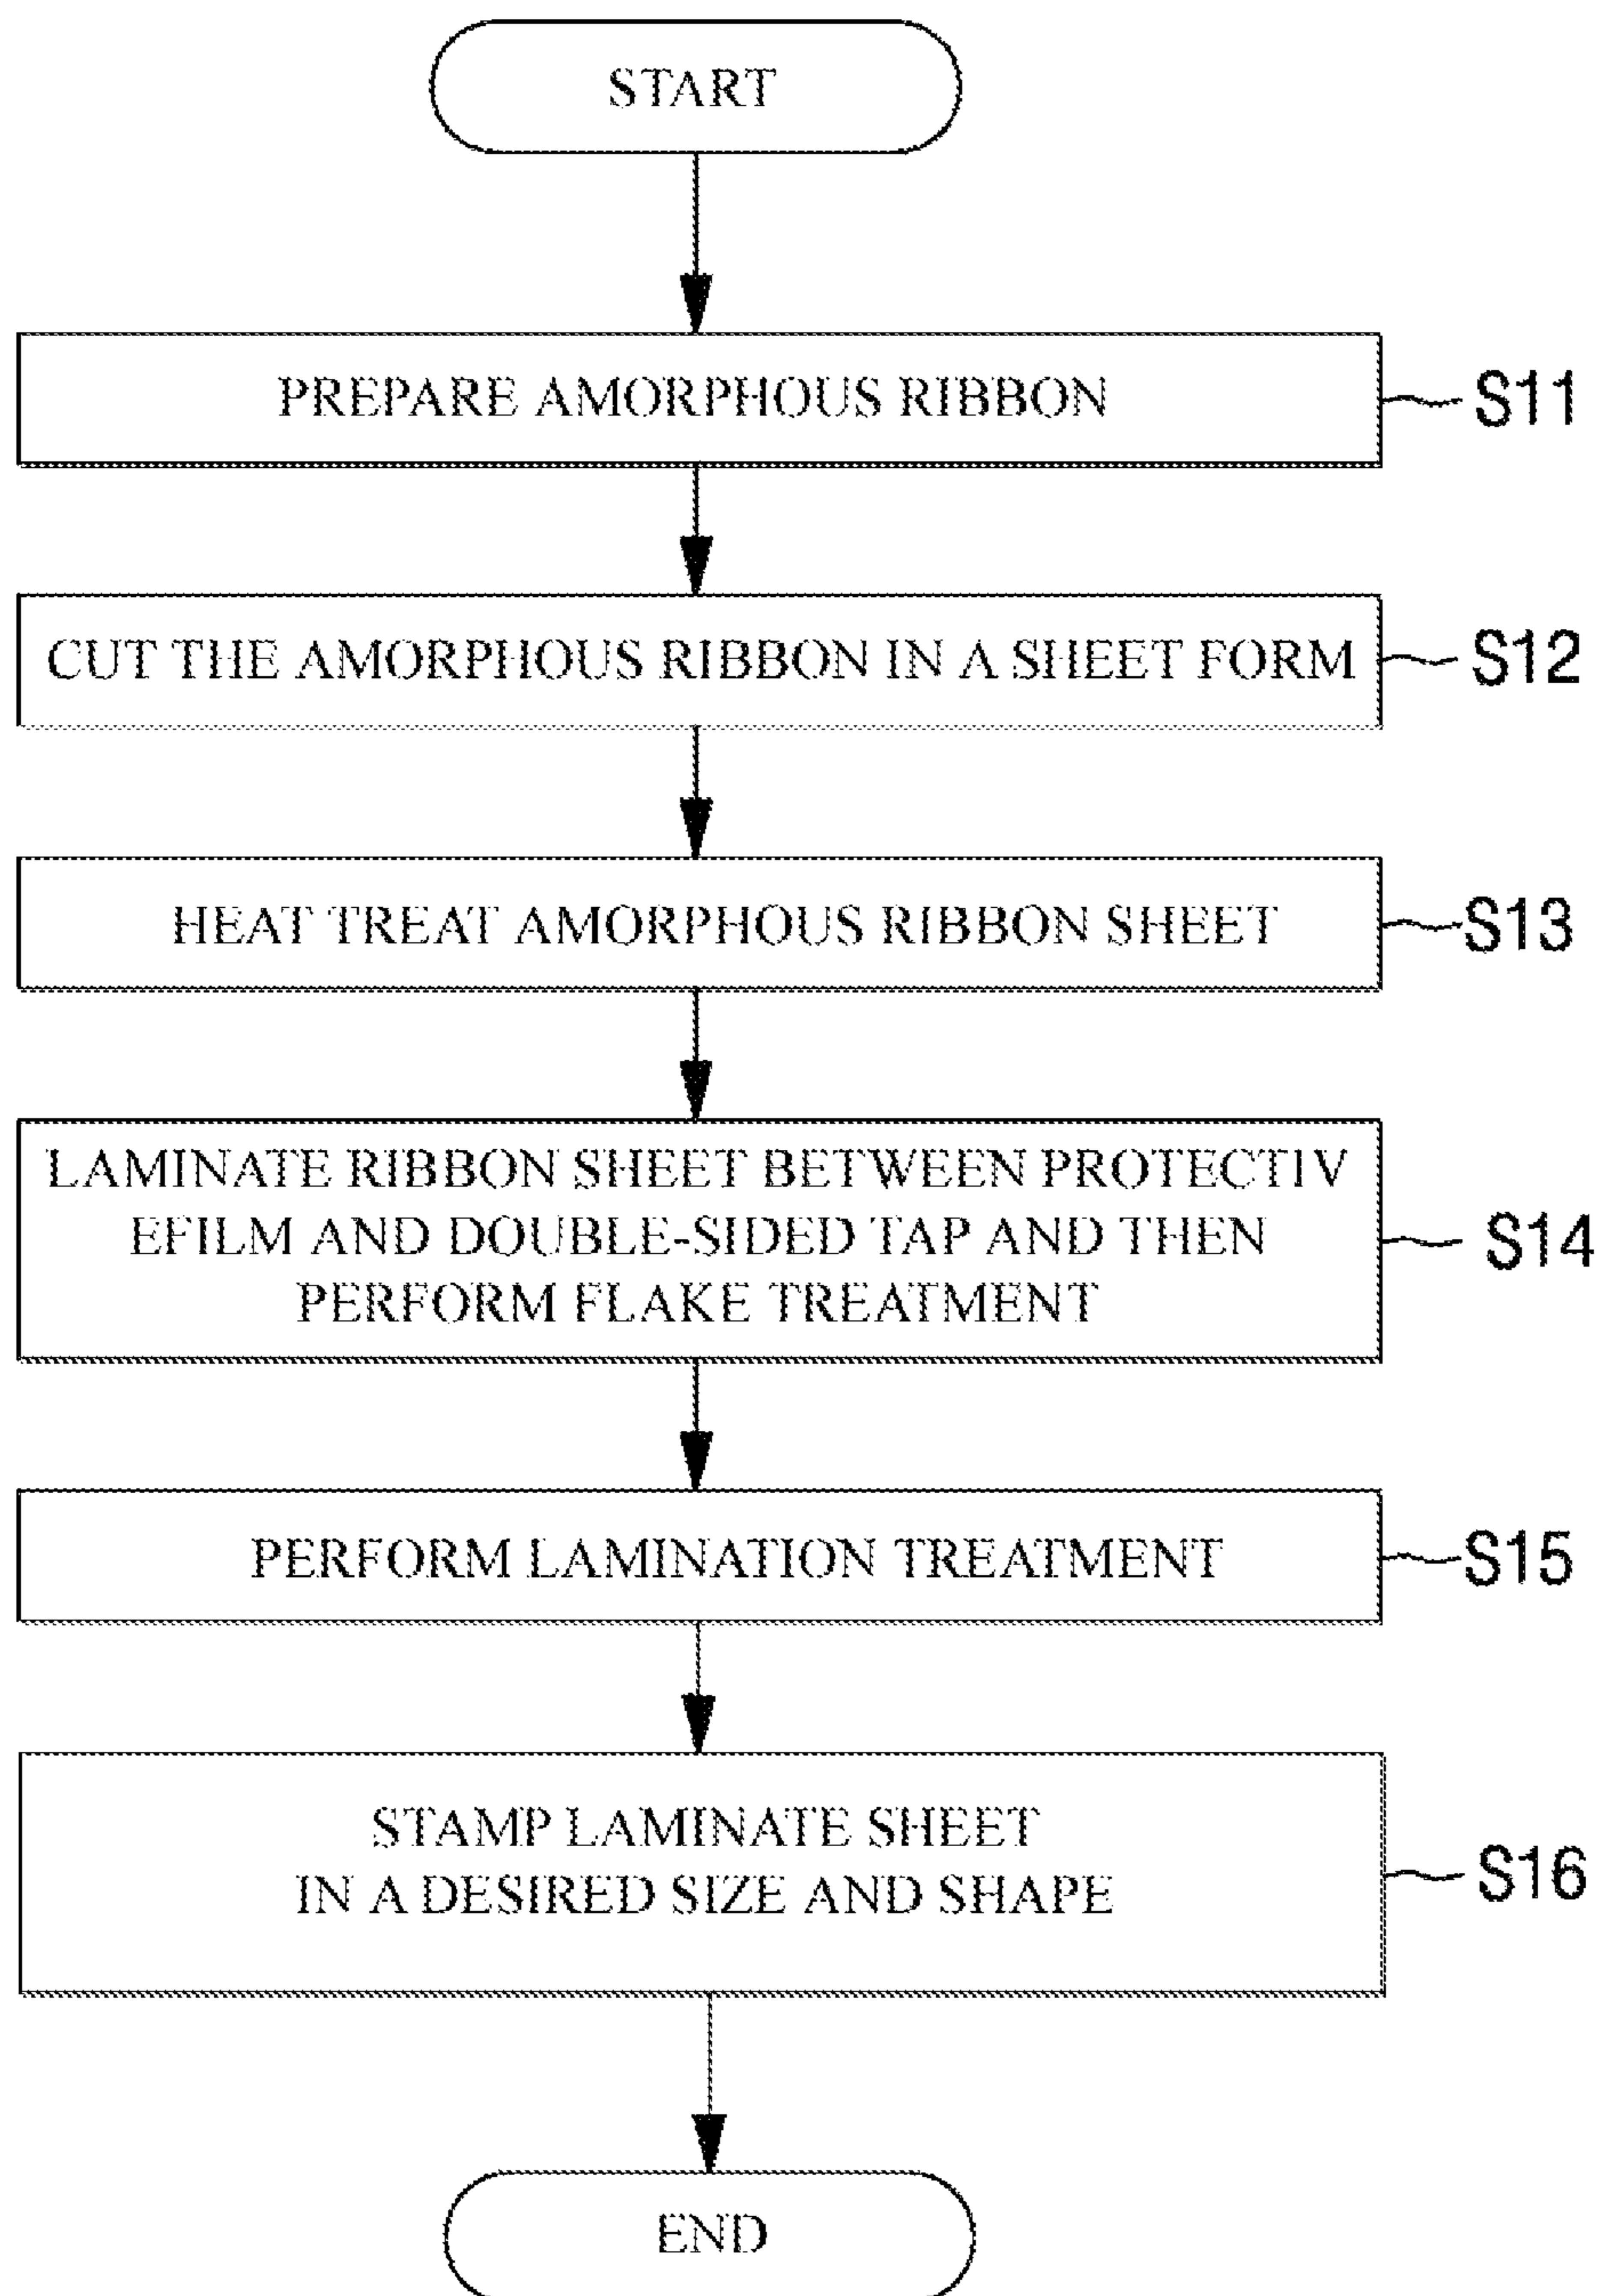 START
PREPARE AMORPHOUS RIBBON
S11
CUT THE AMORPHOUS RIBBON IN A SHEET FORM
S12
HEAT TREAT AMORPHOUS RIBBON SHEET
S13
LAMINATE RIBBON SHEET BETWEEN PROTECTIV
EFILM AND DOUBLE-SIDED TAP AND THEN
PERFORM FLAKE TREATMENT
S14
PERFORM LAMINATION TREATMENT
S15
STAMP LAMINATE SHEET
IN A DESIRED SIZE AND SHAPE
S16
END